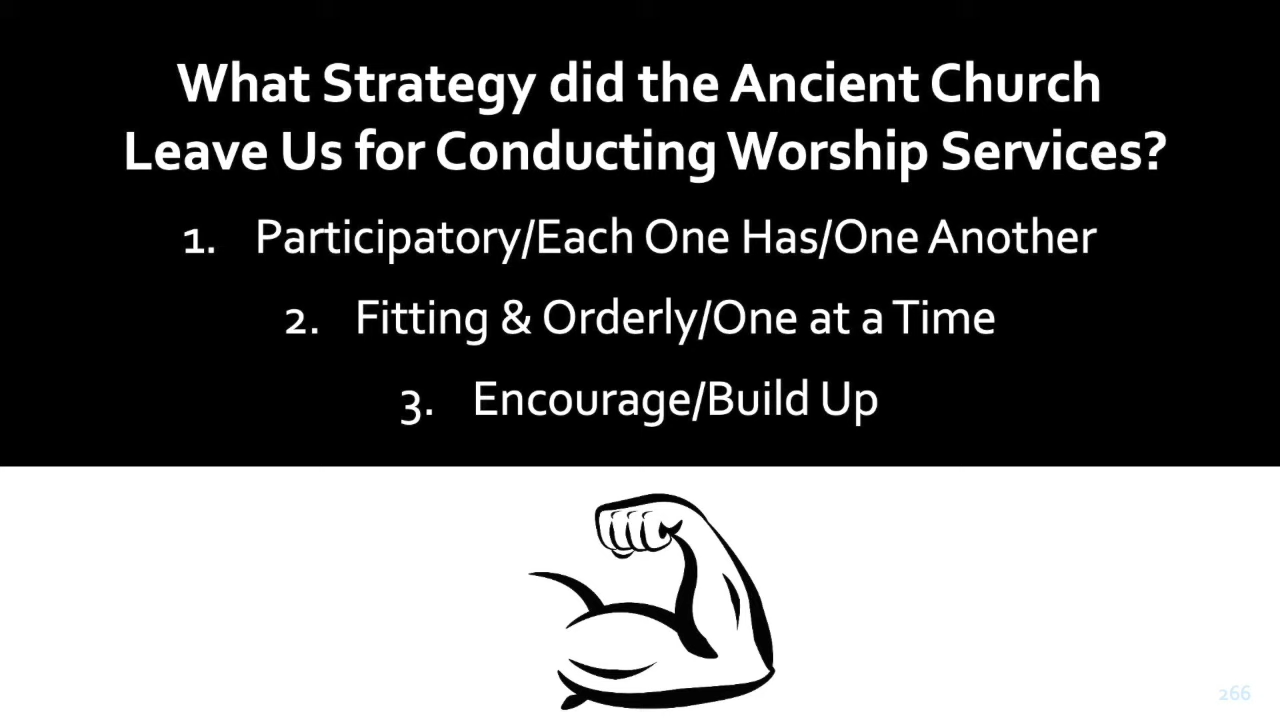 What Strategy did the Ancient Church
Leave Us for Conducting Worship Services?
1. Participatory/Each One Has/One Another
2. Fitting & Orderly/One at a Time
3. Encourage/Build Up
266